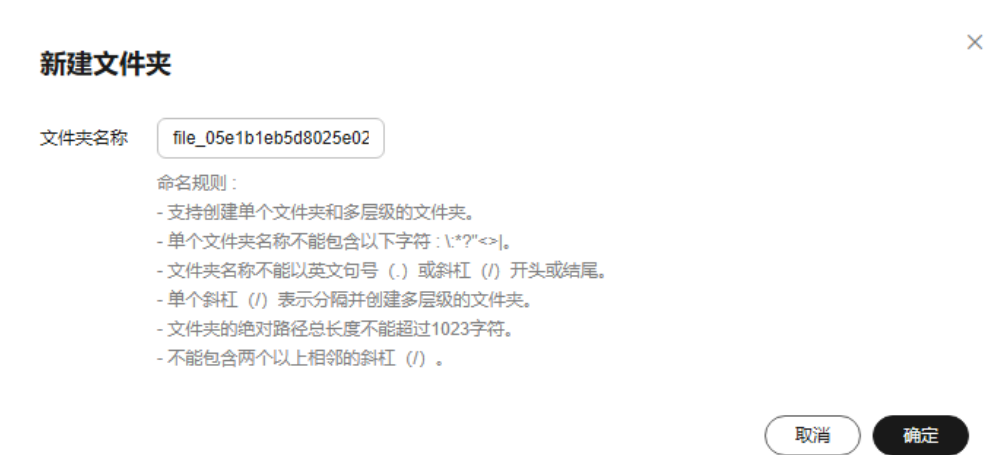 新建文件夹
文件夹名称 file_05e1b1eb5d8025e02
命名规则 :
- 支持创建单个文件夹和多层级的文件夹。
- 单个文件夹名称不能包含以下字符 : \:*?"<>|。
- 文件夹名称不能以英文句号（.）或斜杠（/）开头或结尾。
- 单个斜杠（/）表示分隔并创建多层级的文件夹。
- 文件夹的绝对路径总长度不能超过1023字符。
- 不能包含两个以上相邻的斜杠（/）。
取消 确定